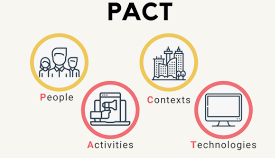 PACT
People
Contexts
Activities
Technologies